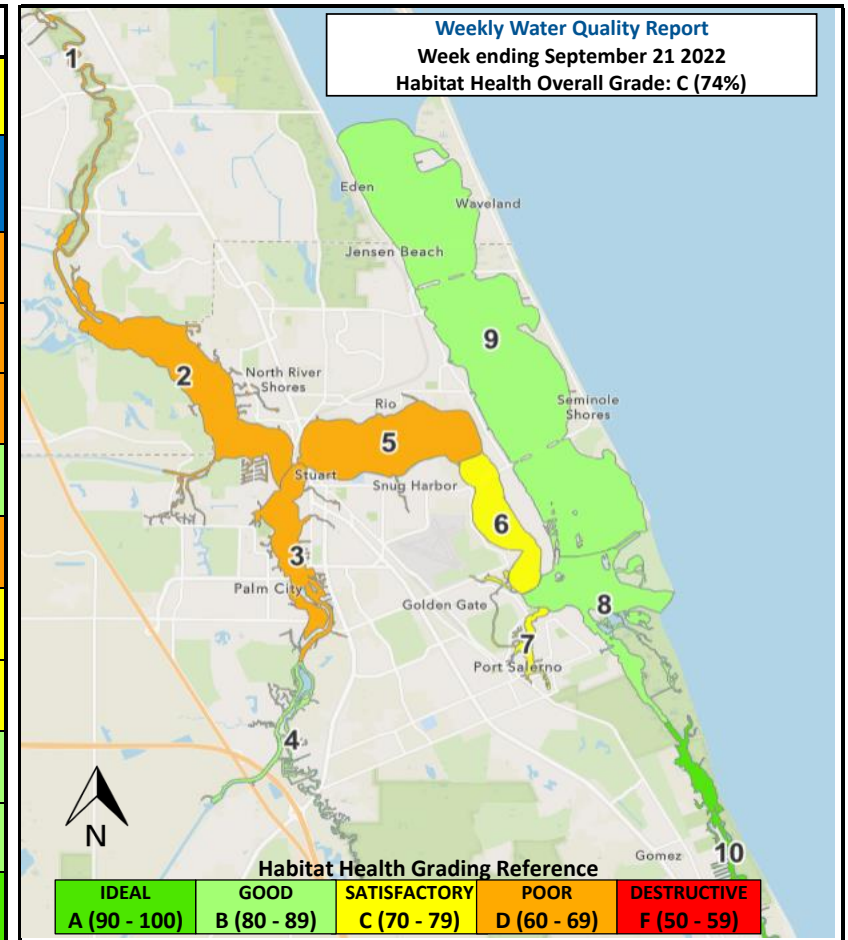 Weekly Water Quality Report
Week ending September 21 2022
Habitat Health Overall Grade: C (74%)
1
Eden
Waveland
Jensen Beach
9
2
North River
Shores
Rio
Seminole
Shores
5
Stuart
Snug Harbor
6
3
Palm City
Golden Gate
8
7
Port Salerno
4
N
Gomez
10
Habitat Health Grading Reference
IDEAL GOOD SATISFACTORY POOR DESTRUCTIVE
A (90 - 100) B (80 - 89) C (70 - 79) D (60 - 69) F (50 - 59)